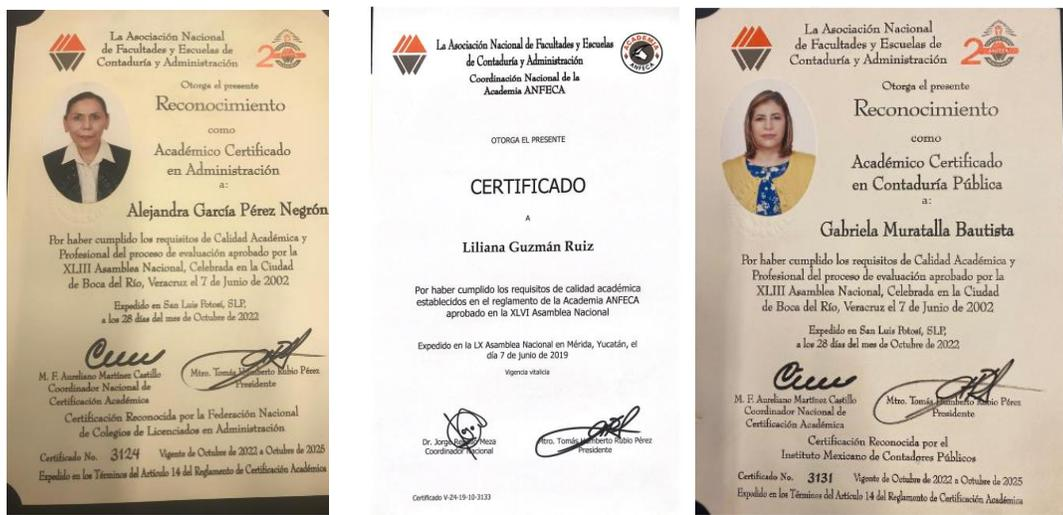 La Asociación Nacional
de Facultades y Escuelas de
Contaduría y Administración
Otorga el presente
Reconocimiento
como
Académico Certificado
en Administración
a:
Alejandra García Pérez Negrón
Por haber cumplido los requisitos de Calidad Académica y
Profesional del proceso de evaluación aprobado por la
XLIII Asamblea Nacional, Celebrada en la Ciudad
de Boca del Río, Veracruz el 7 de Junio de 2002
Expedido en San Luis Potosí, SLP,
a los 28 días del mes de Octubre de 2022
M. F. Aureliano Martínez Castillo
Coordinador Nacional de
Certificación Académica
Mtro. Tomás Humberto Rubio Pérez
Presidente
Certificación Reconocida por la Federación Nacional
de Colegios de Licenciados en Administración
Certificado No. 3124 Vigente de Octubre de 2022 a Octubre de 2025
Expedido en los Términos del Artículo 14 del Reglamento de Certificación Académica
La Asociación Nacional de Facultades y Escuelas
de Contaduría y Administración
Coordinación Nacional de la
Academia ANFECA
ACADEMIA
ANFECA
OTORGA EL PRESENTE
CERTIFICADO
A
Liliana Guzmán Ruiz
Por haber cumplido los requisitos de calidad académica
establecidos en el reglamento de la Academia ANFECA
aprobado en la XLVI Asamblea Nacional
Expedido en la LX Asamblea Nacional en Mérida, Yucatán, el
día 7 de junio de 2019
Vigencia vitalicia
Dr. Jorge Meza
Coordinador Nacional
Mtro. Tomás Humberto Rubio Pérez
Presidente
Certificado V-24-19-10-3133
La Asociación Nacional
de Facultades y Escuelas de
Contaduría y Administración
Otorga el presente
Reconocimiento
como
Académico Certificado
en Contaduría Pública
a:
Gabriela Muratalla Bautista
Por haber cumplido los requisitos de Calidad Académica y
Profesional del proceso de evaluación aprobado por la
XLIII Asamblea Nacional, Celebrada en la Ciudad
de Boca del Río, Veracruz el 7 de Junio de 2002
Expedido en San Luis Potosí, SLP,
a los 28 días del mes de Octubre de 2022
M. F. Aureliano Martínez Castillo
Coordinador Nacional de
Certificación Académica
Mtro. Tomás Humberto Rubio Pérez
Presidente
Certificación Reconocida por el
Instituto Mexicano de Contadores Públicos
Certificado No. 3131 Vigente de Octubre de 2022 a Octubre de 2025
Expedido en los Términos del Artículo 14 del Reglamento de Certificación Académica